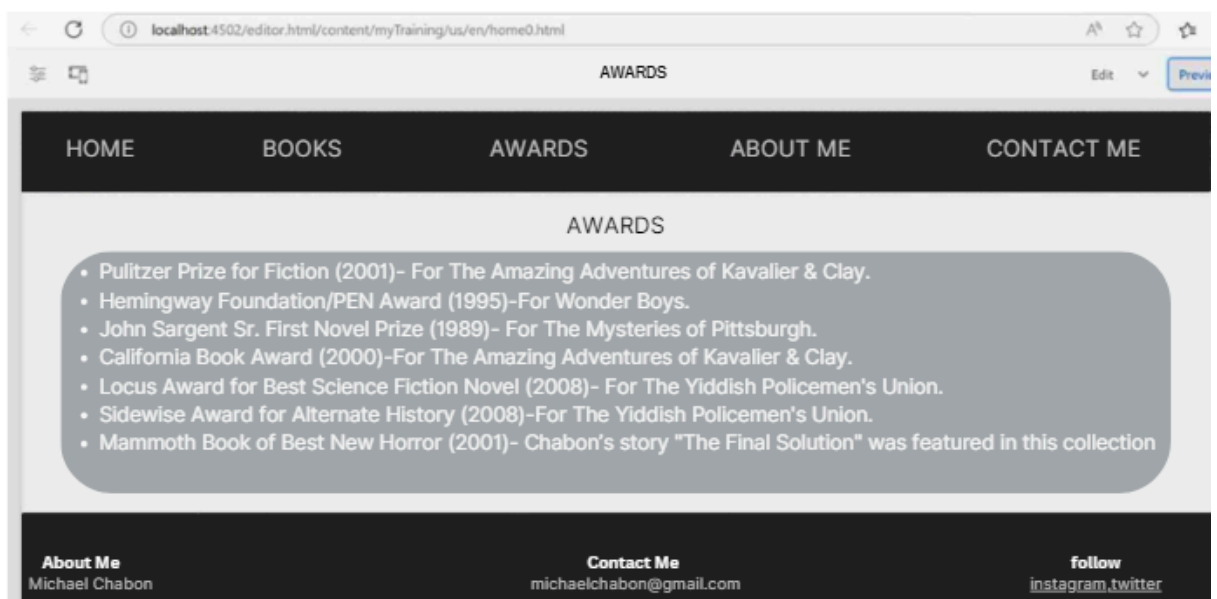 localhost:4502/editor.html/content/myTraining/us/en/home0.html
AWARDS
Edit
HOME BOOKS AWARDS ABOUT ME CONTACT ME
AWARDS
• Pulitzer Prize for Fiction (2001)- For The Amazing Adventures of Kavalier & Clay.
• Hemingway Foundation/PEN Award (1995)-For Wonder Boys.
• John Sargent Sr. First Novel Prize (1989)- For The Mysteries of Pittsburgh.
• California Book Award (2000)-For The Amazing Adventures of Kavalier & Clay.
• Locus Award for Best Science Fiction Novel (2008)- For The Yiddish Policemen's Union.
• Sidewise Award for Alternate History (2008)-For The Yiddish Policemen's Union.
• Mammoth Book of Best New Horror (2001)- Chabon's story "The Final Solution" was featured in this collection
About Me Contact Me follow
Michael Chabon michaelchabon@gmail.com instagram,twitter